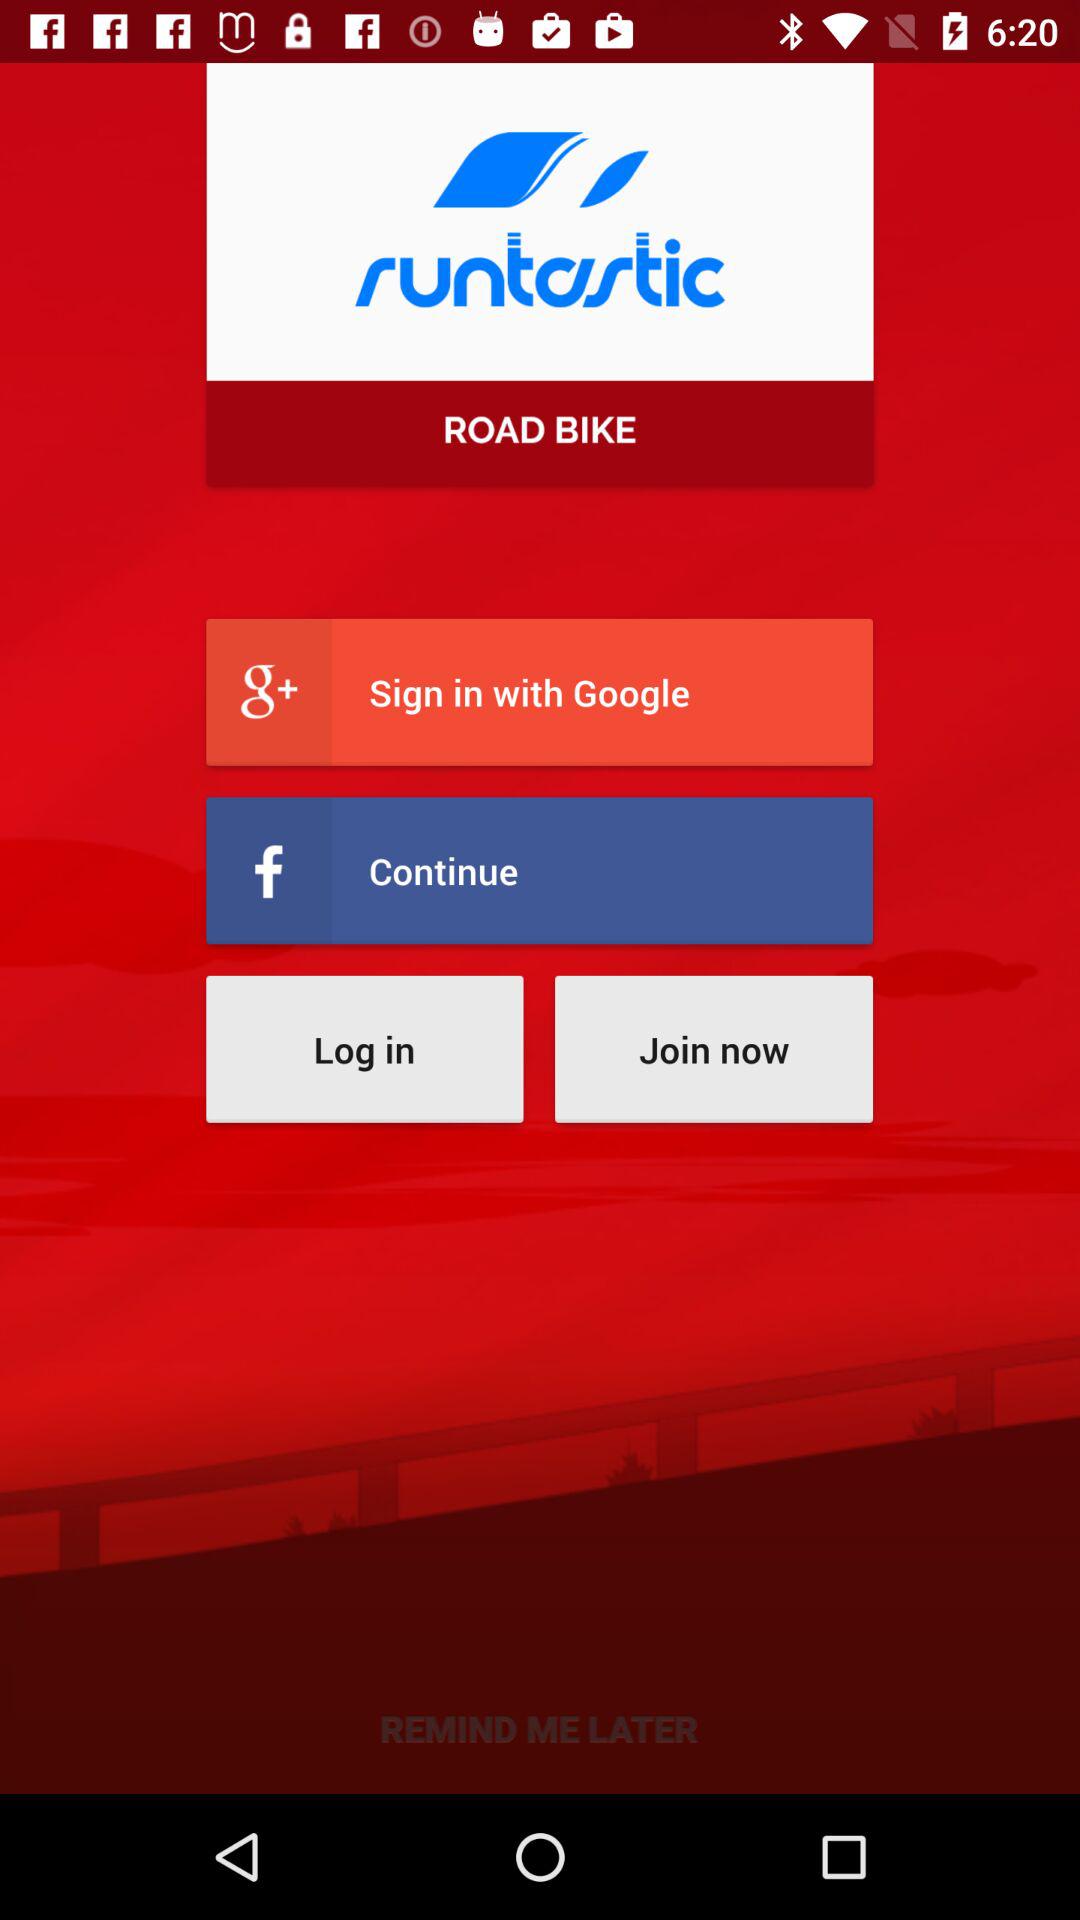 6:20
runtastic
ROAD BIKE
g+ Sign in with Google
f Continue
Log in Join now
REMIND ME LATER